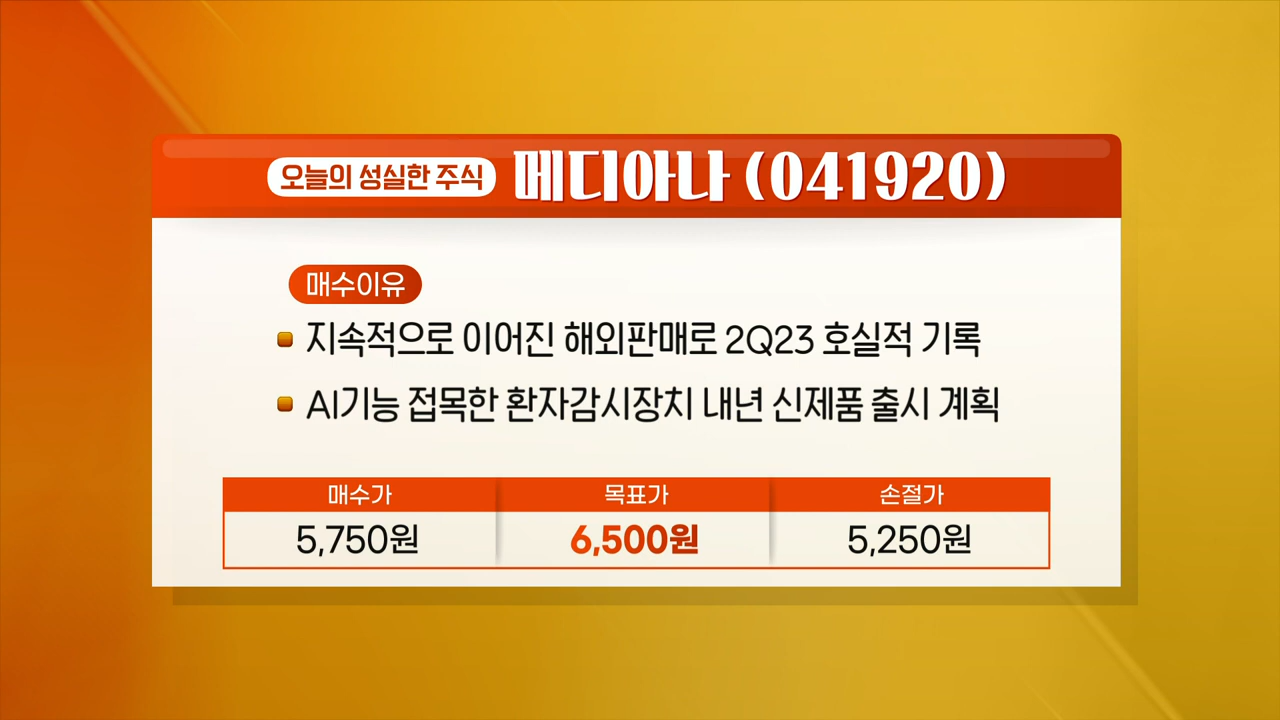 오늘의 성실한 주식 메디아나 (041920)
매수이유
지속적으로 이어진 해외판매로 2Q23 호실적 기록
AI기능 접목한 환자감시장치 내년 신제품 출시 계획
매수가 목표가 손절가
5,750원 6,500원 5,250원